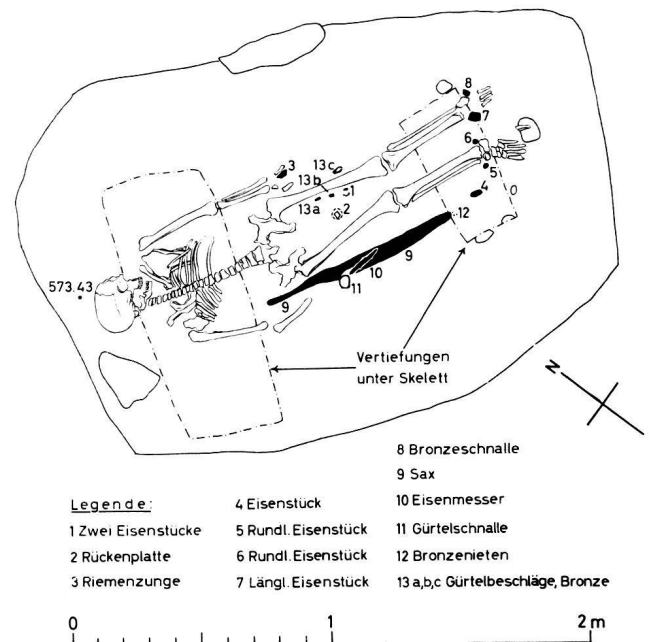 8
7
6
5
4
3
13c
13b
1
13a
2
12
9
10
11
9
573.43
Vertiefungen
unter Skelett
N
Legende:
1 Zwei Eisenstücke
2 Rückenplatte
3 Riemenzunge
4 Eisenstück
5 Rundl. Eisenstück
6 Rundl. Eisenstück
7 Längl. Eisenstück
8 Bronzeschnalle
9 Sax
10 Eisenmesser
11 Gürtelschnalle
12 Bronzenieten
13 a,b,c Gürtelbeschläge, Bronze
0 1 2 m